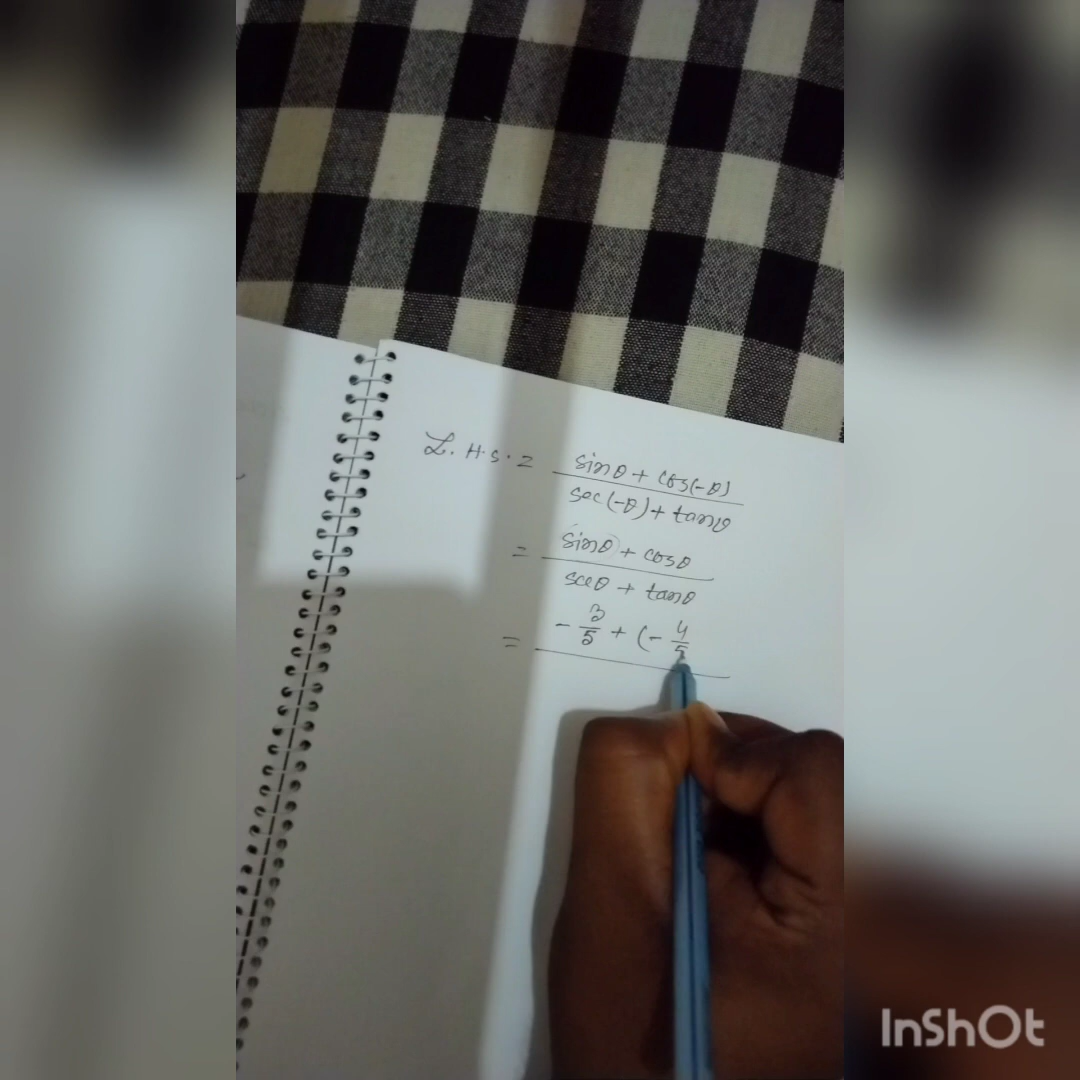 L.H.S. = (sinθ + cos(-θ)) / (sec(-θ) + tanθ)
= (sinθ + cosθ) / (secθ + tanθ)
= -3/5 + (-4/5
InShOt